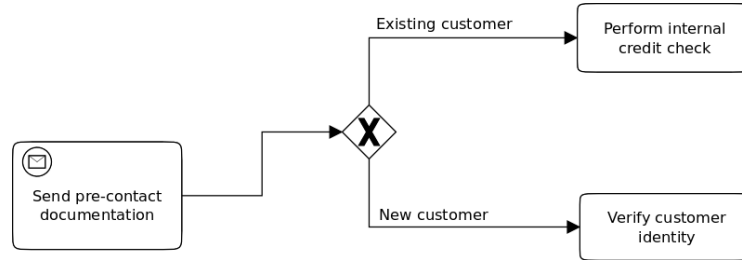 Existing customer
Perform internal
credit check
Send pre-contact
documentation
New customer
Verify customer
identity